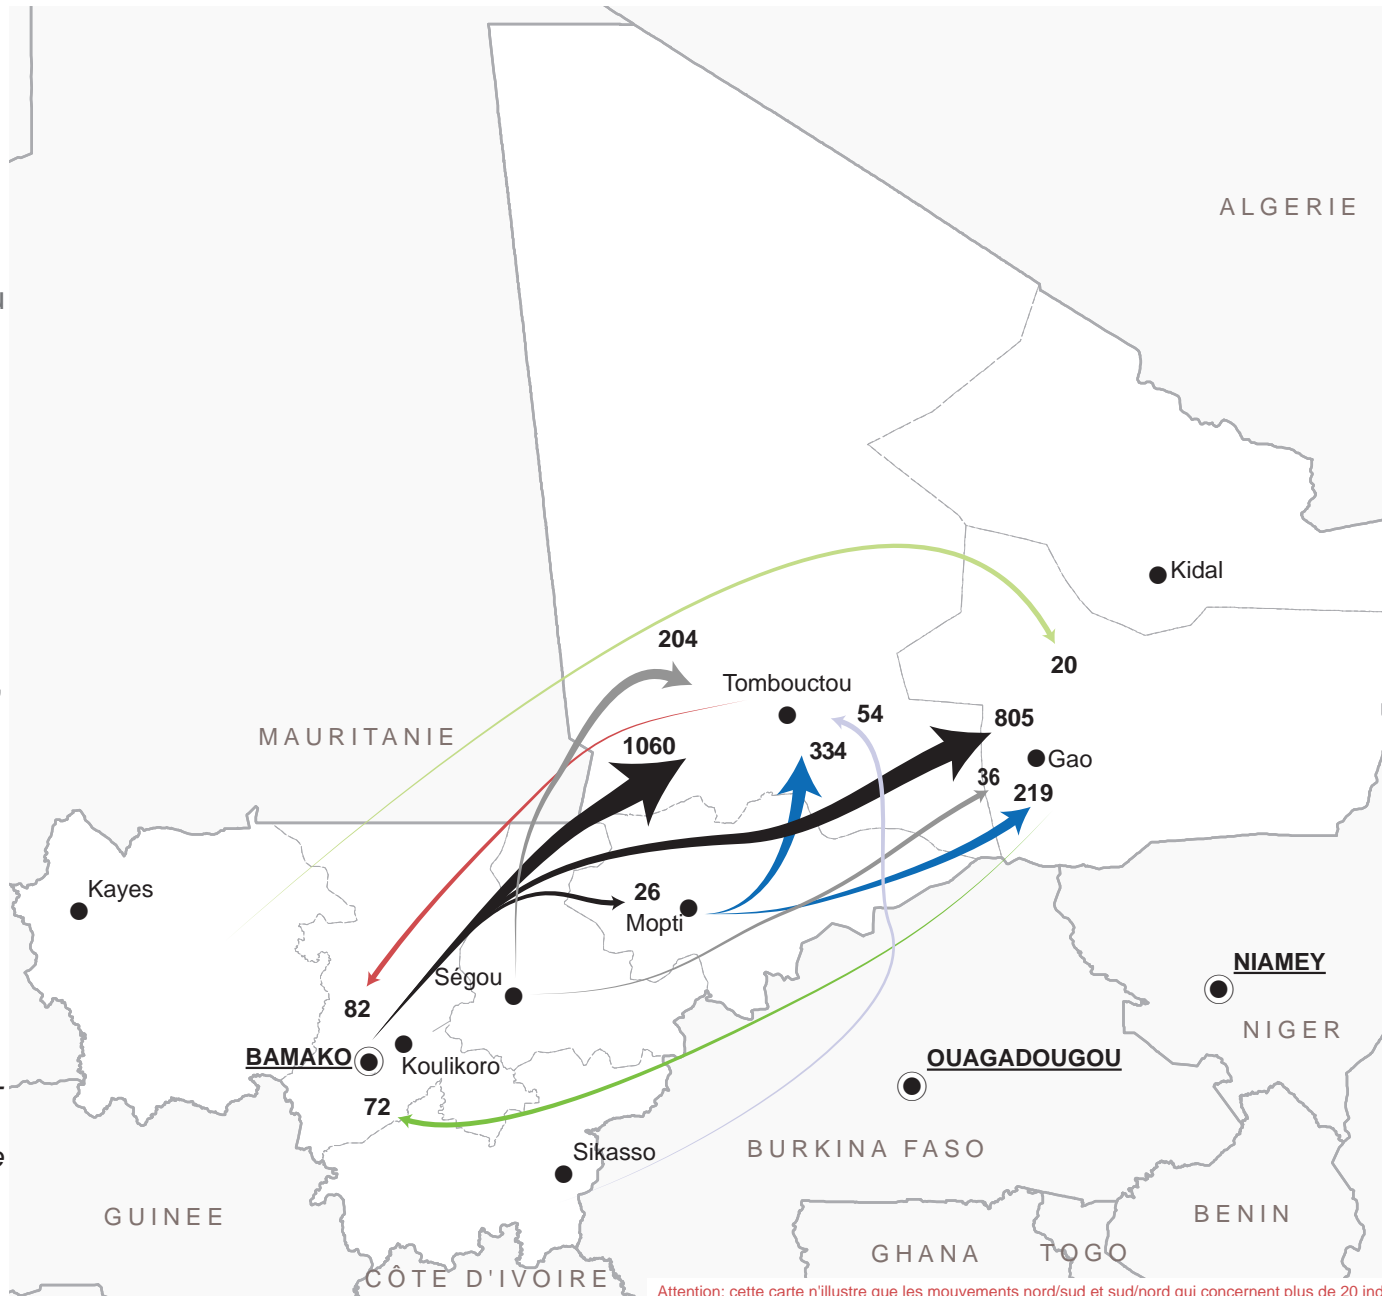 ALGERIE
Kidal
204
20
Tombouctou
54
805
MAURITANIE
1060
334
Gao
36
219
Kayes
26
Mopti
NIAMEY
Ségou
82
NIGER
BAMAKO
Koulikoro
OUAGADOUGOU
72
Sikasso
BURKINA FASO
GUINEE
BENIN
GHANA
TOGO
CÔTE D'IVOIRE
Attention: cette carte n'illustre que les mouvements nord/sud et sud/nord qui concernent plus de 20